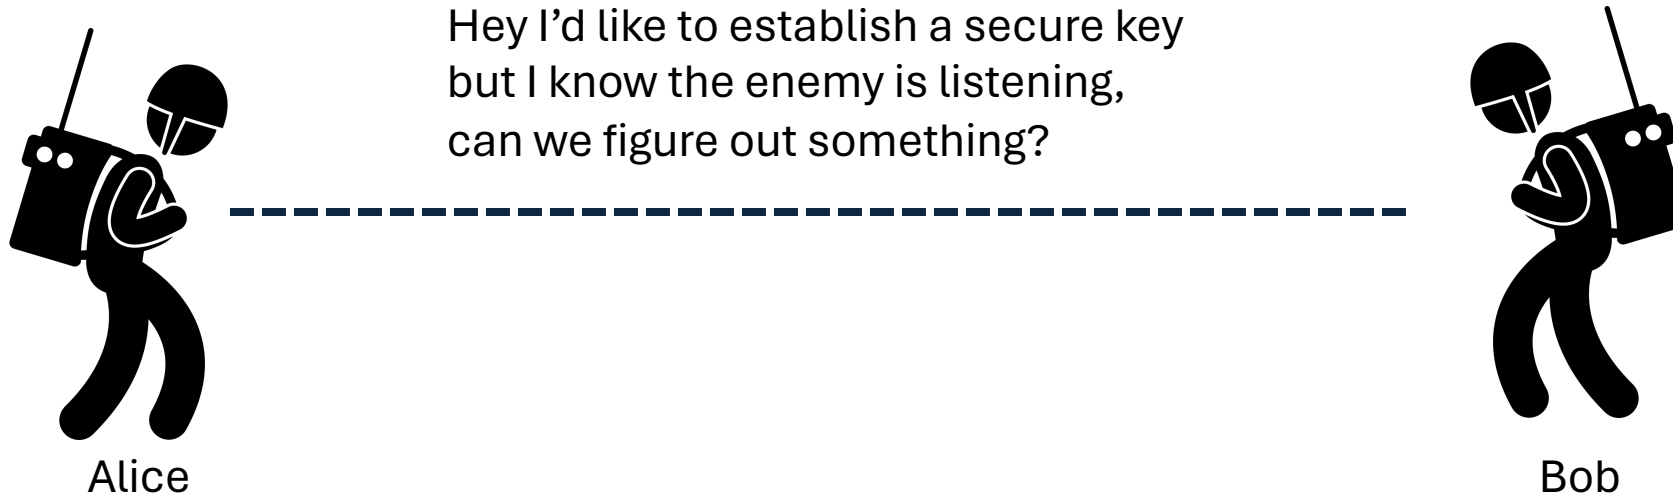 Hey I’d like to establish a secure key
but I know the enemy is listening,
can we figure out something?
Alice
Bob